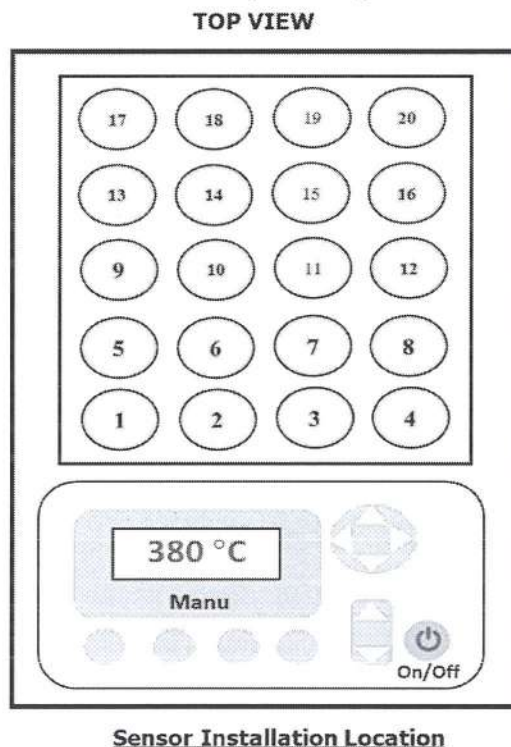 TOP VIEW
17 18 19 20
13 14 15 16
9 10 11 12
5 6 7 8
1 2 3 4
380 °C
Manu
On/Off
Sensor Installation Location